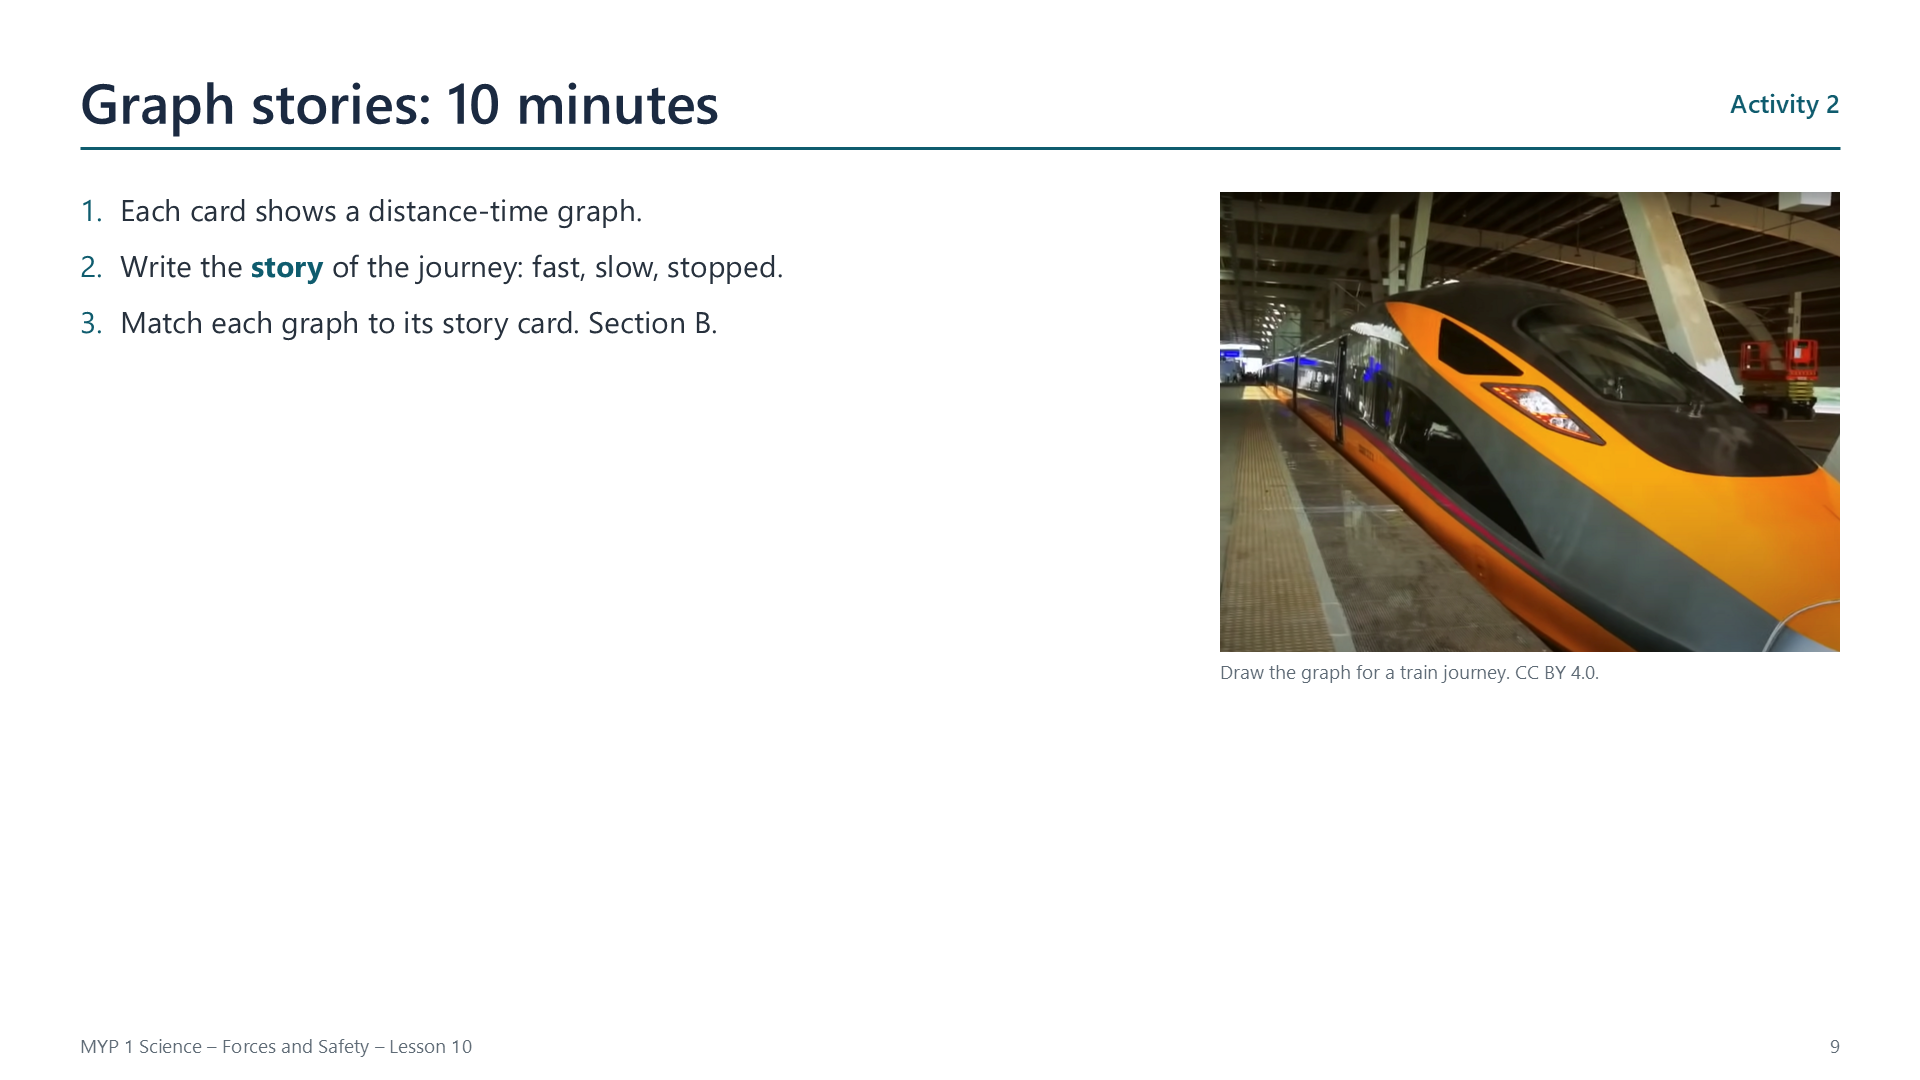 Graph stories: 10 minutes
Activity 2
1. Each card shows a distance-time graph.
2. Write the story of the journey: fast, slow, stopped.
3. Match each graph to its story card. Section B.
Draw the graph for a train journey. CC BY 4.0.
MYP 1 Science – Forces and Safety – Lesson 10
9